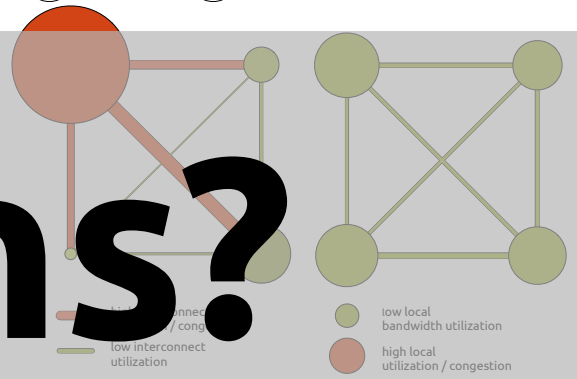 ns?
low local
bandwidth utilization
low interconnect
utilization
high local
utilization / congestion